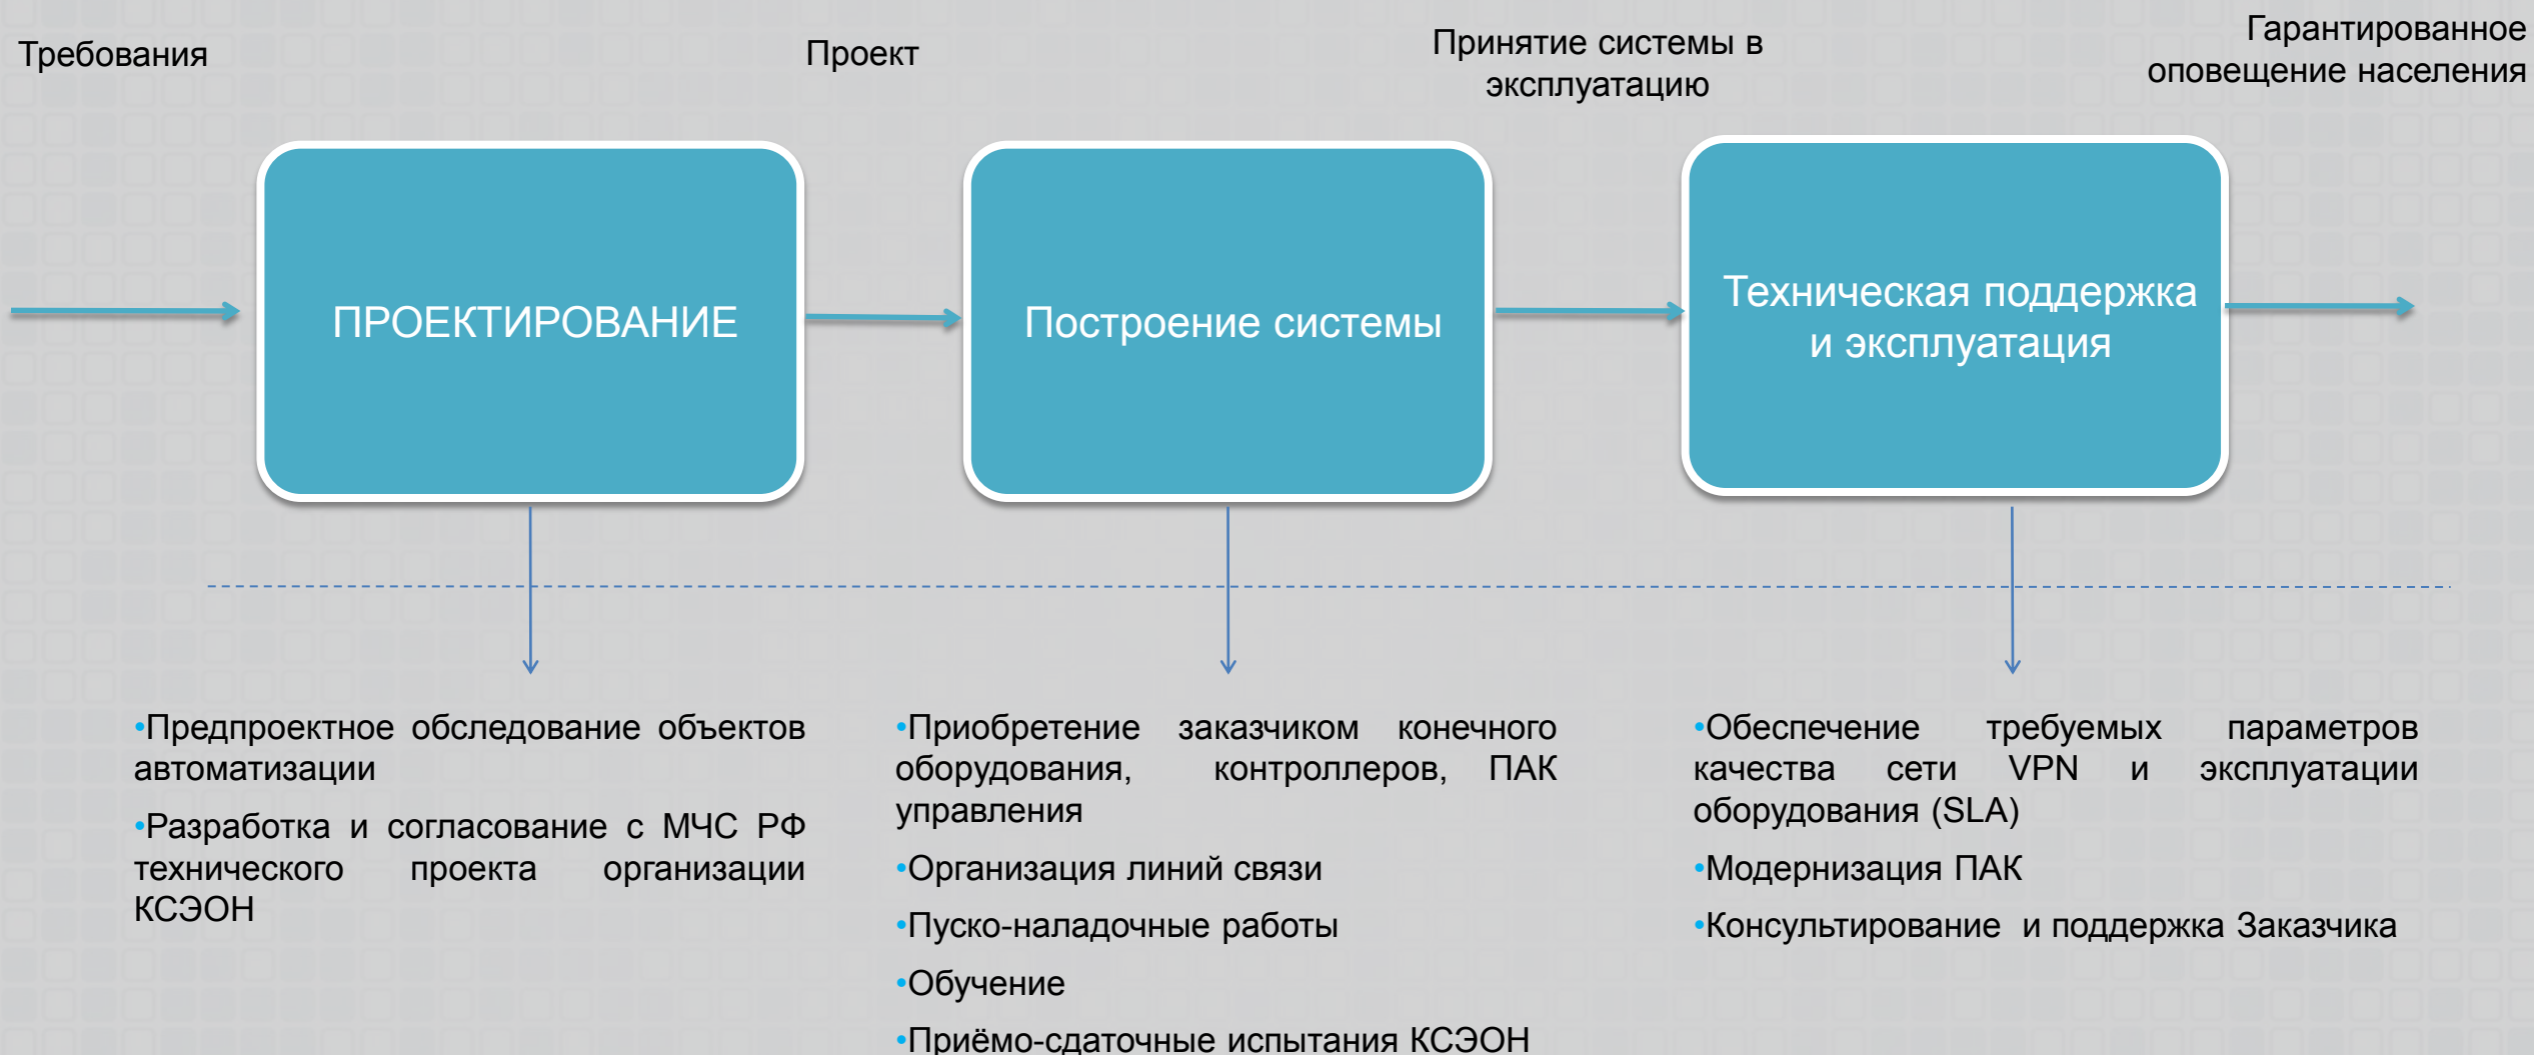 Требования
Проект
Принятие системы в
эксплуатацию
Гарантированное
оповещение населения
ПРОЕКТИРОВАНИЕ
Построение системы
Техническая поддержка
и эксплуатация
•Предпроектное обследование объектов
автоматизации
•Разработка и согласование с МЧС РФ
технического проекта организации
КСЭОН
•Приобретение заказчиком конечного
оборудования, контроллеров, ПАК
управления
•Организация линий связи
•Пуско-наладочные работы
•Обучение
•Приёмо-сдаточные испытания КСЭОН
•Обеспечение требуемых параметров
качества сети VPN и эксплуатации
оборудования (SLA)
•Модернизация ПАК
•Консультирование и поддержка Заказчика